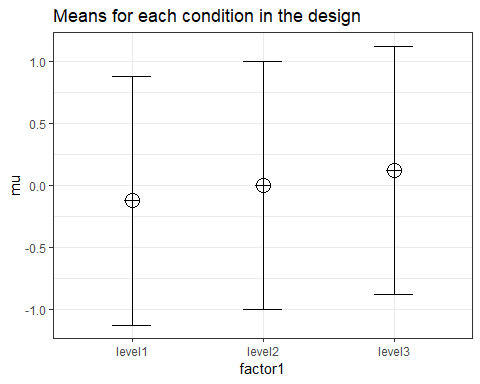 Means for each condition in the design
mu
1.0
0.5
0.0
-0.5
-1.0
level1
level2
level3
factor1